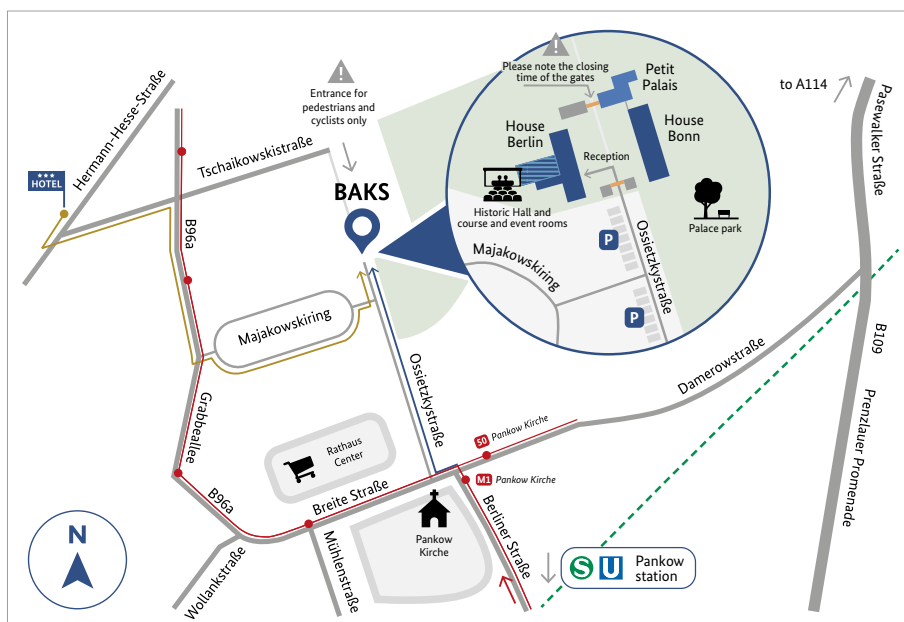 Please note the closing
time of the gates
Petit
Palais
to A114
Pasewalker Straße
Hermann-Hesse-Straße
Entrance for
pedestrians and
cyclists only
House
Berlin
House
Bonn
Tschaikowskistraße
Reception
★★★
HOTEL
BAKS
Historic Hall and
course and event rooms
Palace park
B96a
P
Ossietzkystraße
Majakowskiring
P
Majakowskiring
B109
Damerowstraße
Ossietzkystraße
Grabbeallee
Prenzlauer Promenade
50 Pankow Kirche
Rathaus
Center
M1 Pankow Kirche
B96a
Breite Straße
Berliner Straße
N
Pankow
Kirche
Mühlenstraße
Wollankstraße
S U Pankow
station